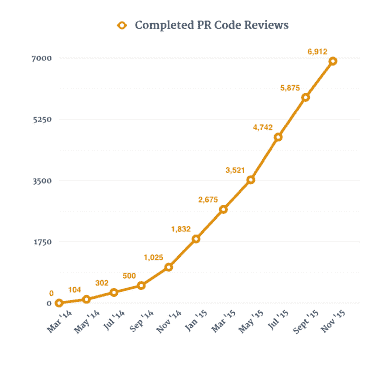 Completed PR Code Reviews
6,912
7000
5,875
5250
4,742
3,521
3500
2,675
1,832
1750
1,025
500
302
104
0
0
Mar '14
May '14
Jul '14
Sep '14
Nov '14
Jan '15
Mar '15
May '15
Jul '15
Sept '15
Nov '15